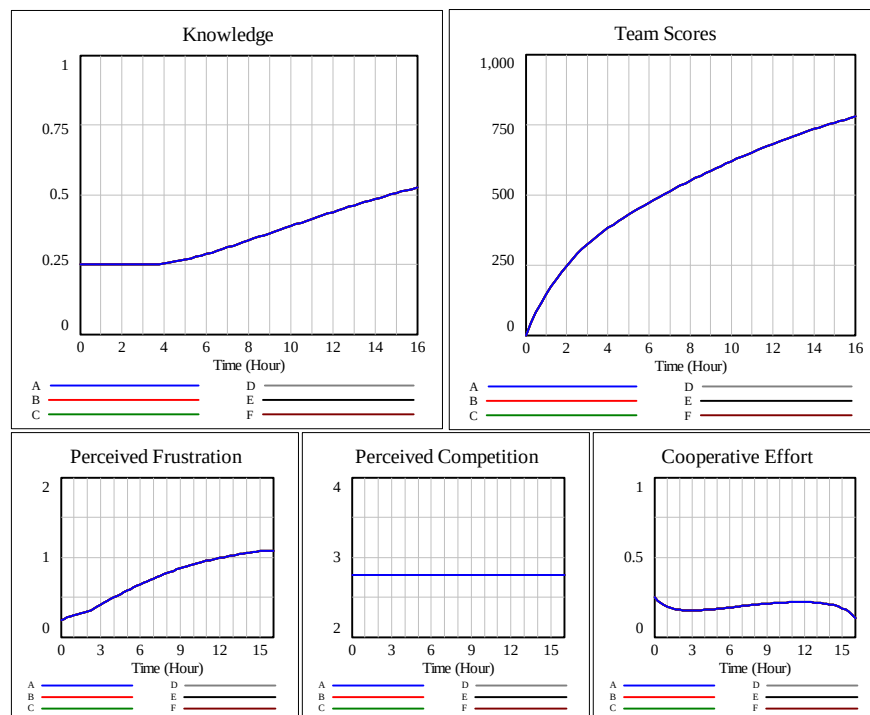 Knowledge
1
0.75
0.5
0.25
0
0 2 4 6 8 10 12 14 16
Time (Hour)
A D
B E
C F
Team Scores
1,000
750
500
250
0
0 2 4 6 8 10 12 14 16
Time (Hour)
A D
B E
C F
Perceived Frustration
2
1
0
0 3 6 9 12 15
Time (Hour)
A D
B E
C F
Perceived Competition
4
3
2
0 3 6 9 12 15
Time (Hour)
A D
B E
C F
Cooperative Effort
1
0.5
0
0 3 6 9 12 15
Time (Hour)
A D
B E
C F